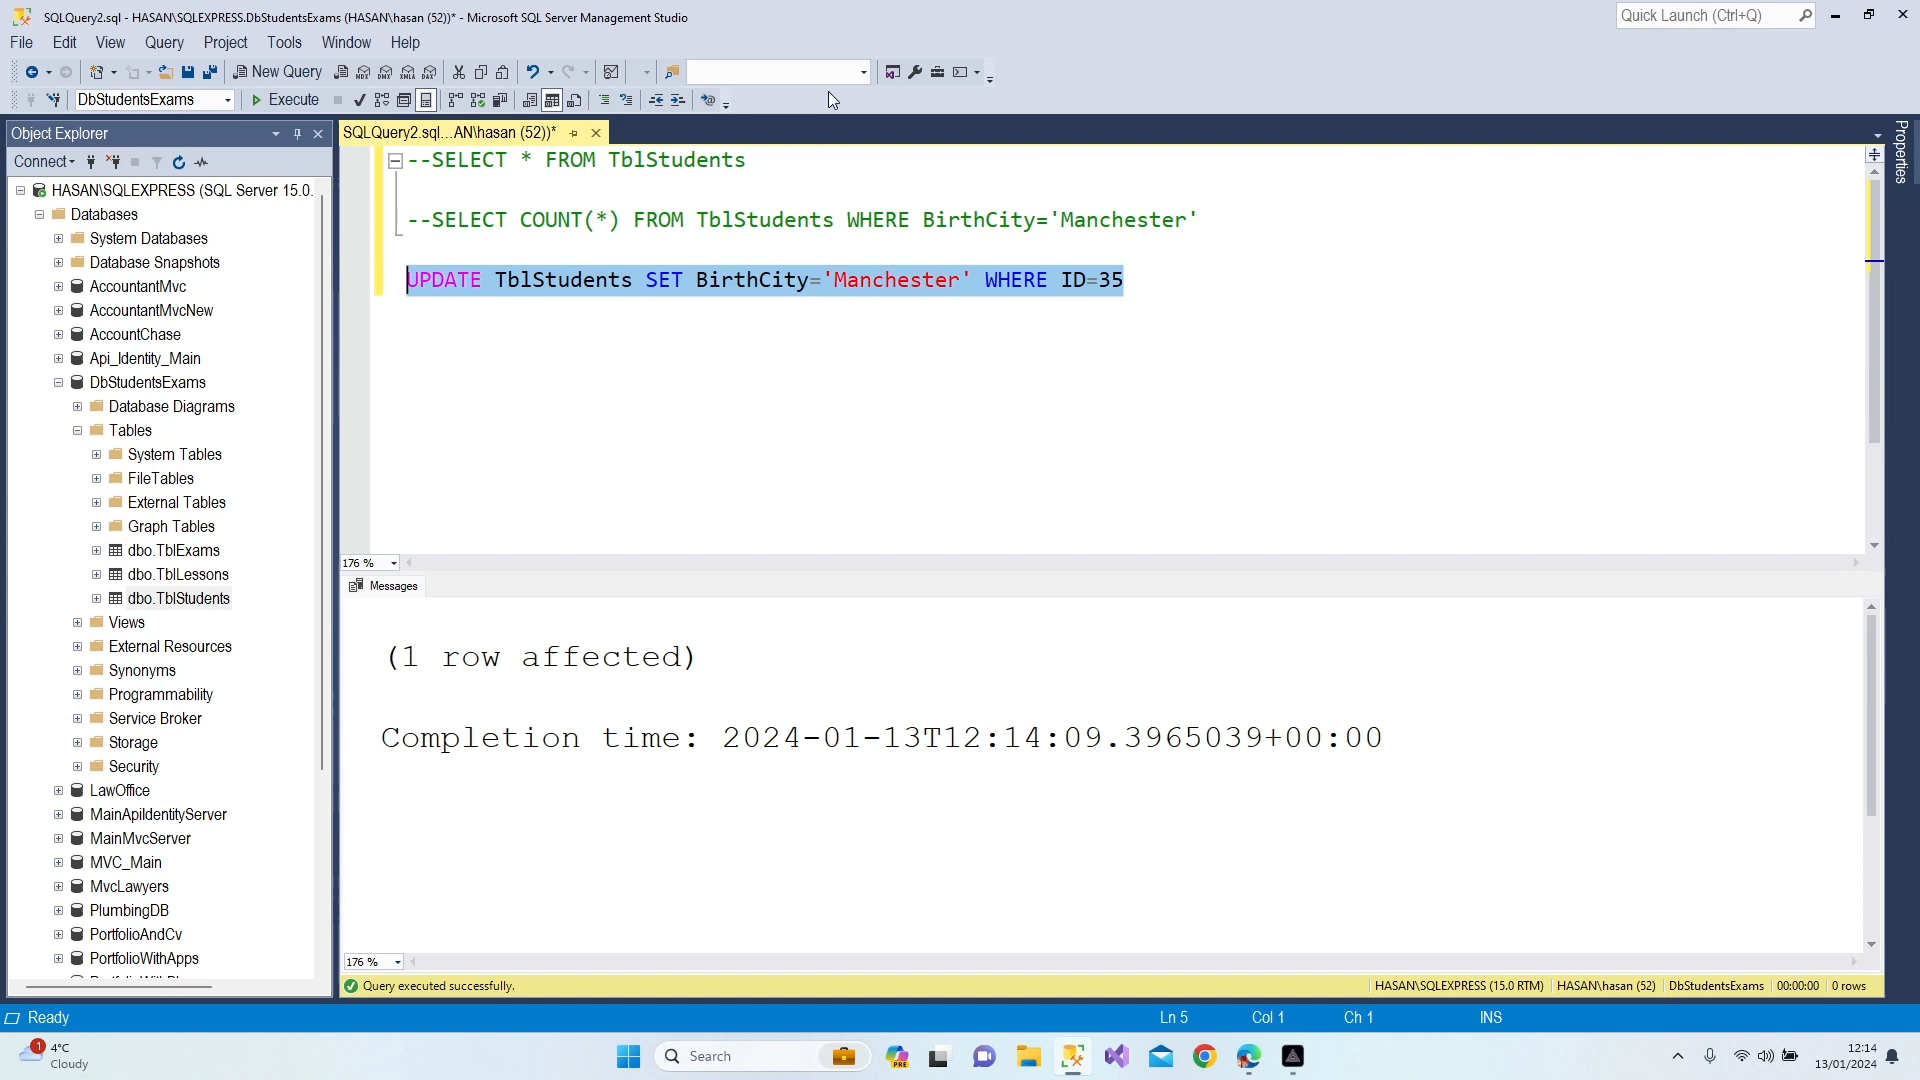 SQLQuery2.sql - HASAN\SQLEXPRESS.DbStudentsExams (HASAN\hasan (52))* - Microsoft SQL Server Management Studio
Quick Launch (Ctrl+Q)
File Edit View Query Project Tools Window Help
New Query
MDX DMX XMLA DAX
DbStudentsExams
Execute
Object Explorer
SQLQuery2.sql...AN\hasan (52))*
Properties
Connect
HASAN\SQLEXPRESS (SQL Server 15.0.
Databases
System Databases
Database Snapshots
AccountantMvc
AccountantMvcNew
AccountChase
Api_Identity_Main
DbStudentsExams
Database Diagrams
Tables
System Tables
FileTables
External Tables
Graph Tables
dbo.TblExams
dbo.TblLessons
dbo.TblStudents
Views
External Resources
Synonyms
Programmability
Service Broker
Storage
Security
LawOffice
MainApiIdentityServer
MainMvcServer
MVC_Main
MvcLawyers
PlumbingDB
PortfolioAndCv
PortfolioWithApps
--SELECT * FROM TblStudents
--SELECT COUNT(*) FROM TblStudents WHERE BirthCity='Manchester'
UPDATE TblStudents SET BirthCity='Manchester' WHERE ID=35
176 %
Messages
(1 row affected)
Completion time: 2024-01-13T12:14:09.3965039+00:00
176 %
Query executed successfully.
HASAN\SQLEXPRESS (15.0 RTM) HASAN\hasan (52) DbStudentsExams 00:00:00 0 rows
Ready
Ln 5 Col 1 Ch 1 INS
1
4°C
Cloudy
Search
PRE
12:14
13/01/2024